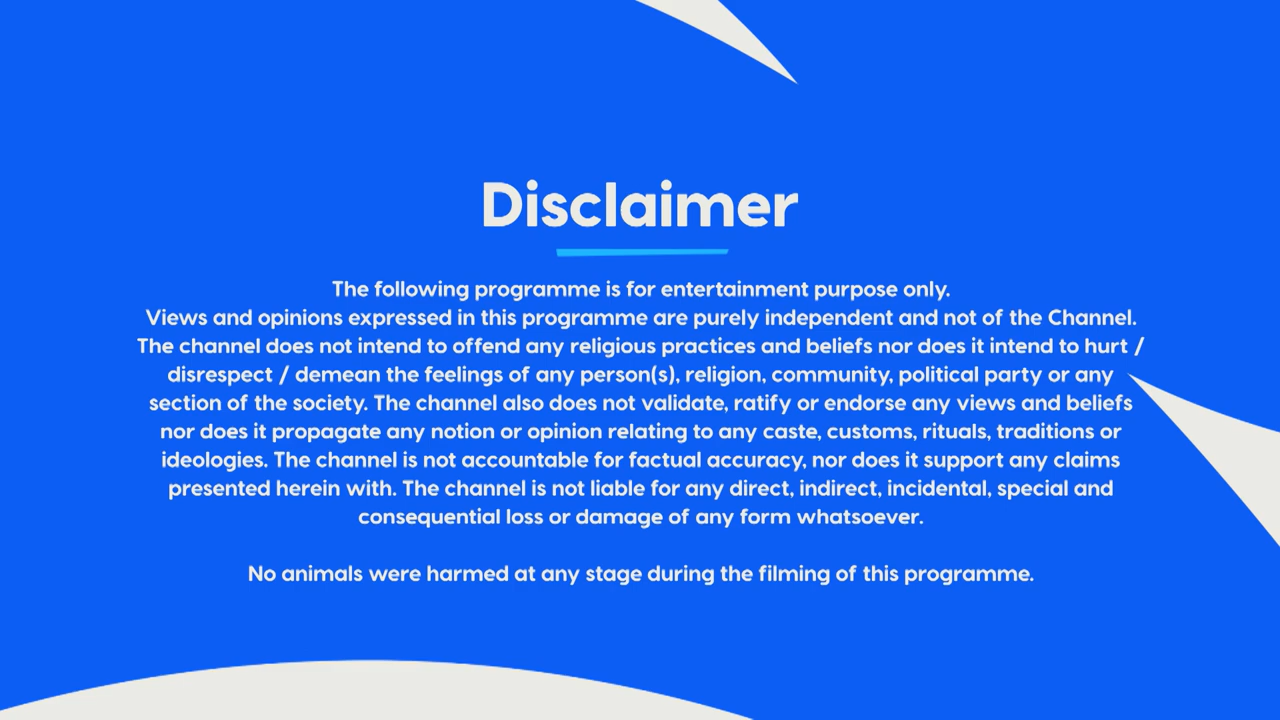 Disclaimer
The following programme is for entertainment purpose only.
Views and opinions expressed in this programme are purely independent and not of the Channel.
The channel does not intend to offend any religious practices and beliefs nor does it intend to hurt /
disrespect / demean the feelings of any person(s), religion, community, political party or any
section of the society. The channel also does not validate, ratify or endorse any views and beliefs
nor does it propagate any notion or opinion relating to any caste, customs, rituals, traditions or
ideologies. The channel is not accountable for factual accuracy, nor does it support any claims
presented herein with. The channel is not liable for any direct, indirect, incidental, special and
consequential loss or damage of any form whatsoever.
No animals were harmed at any stage during the filming of this programme.